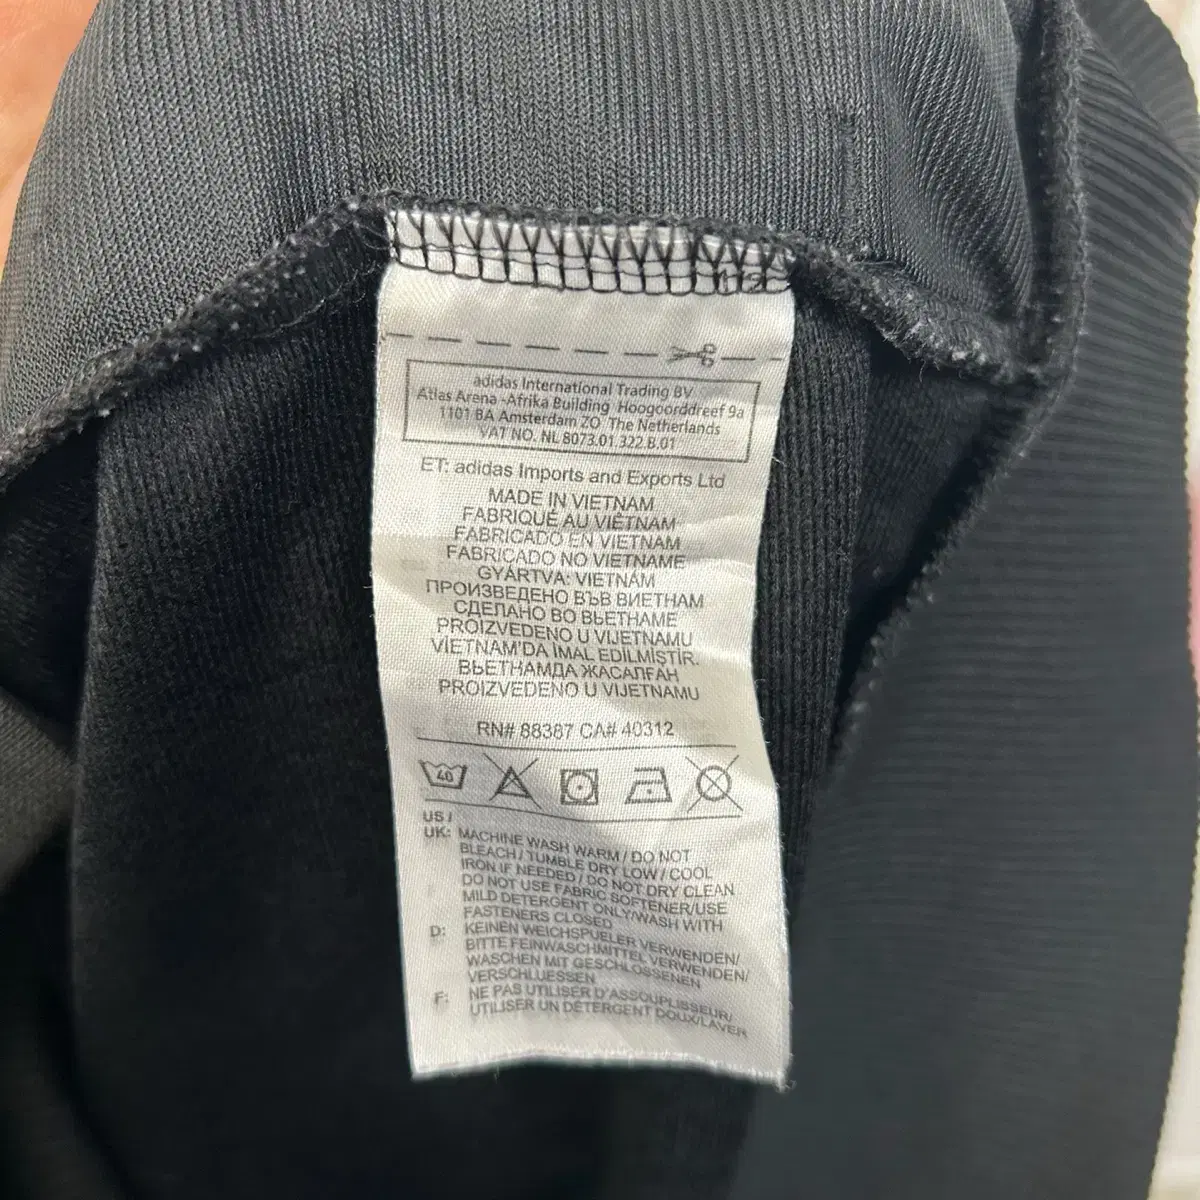 adidas International Trading BV
Atlas Arena -Afrika Building Hoogoorddreef 9a
1101 BA Amsterdam ZO The Netherlands
VAT NO. NL 8073.01.322.B.01
ET: adidas Imports and Exports Ltd
MADE IN VIETNAM
FABRIQUÉ AU VIÊTNAM
FABRICADO EN VIETNAM
FABRICADO NO VIETNAME
GYÁRTVA: VIETNÁM
ПРОИЗВЕДЕНО ВЪВ ВИЕТНАМ
СДЕЛАНО ВО ВЬЕТНАМЕ
PROIZVEDENO U VIJETNAMU
VİETNAM'DA İMAL EDİLMİŞTİR.
ВЬЕТНАМДА ЖАСАЛҒАН
PROIZVEDENO U VIJETNAMU
RN# 88387 CA# 40312
40
US /
UK: MACHINE WASH WARM / DO NOT
BLEACH / TUMBLE DRY LOW / COOL
IRON IF NEEDED / DO NOT DRY CLEAN
DO NOT USE FABRIC SOFTENER/USE
MILD DETERGENT ONLY/WASH WITH
FASTENERS CLOSED
D: KEINEN WEICHSPUELER VERWENDEN/
BITTE FEINWASCHMITTEL VERWENDEN/
WASCHEN MIT GESCHLOSSENEN
VERSCHLUESSEN
F: NE PAS UTILISER D'ASSOUPLISSEUR/
UTILISER UN DÉTERGENT DOUX/LAVER